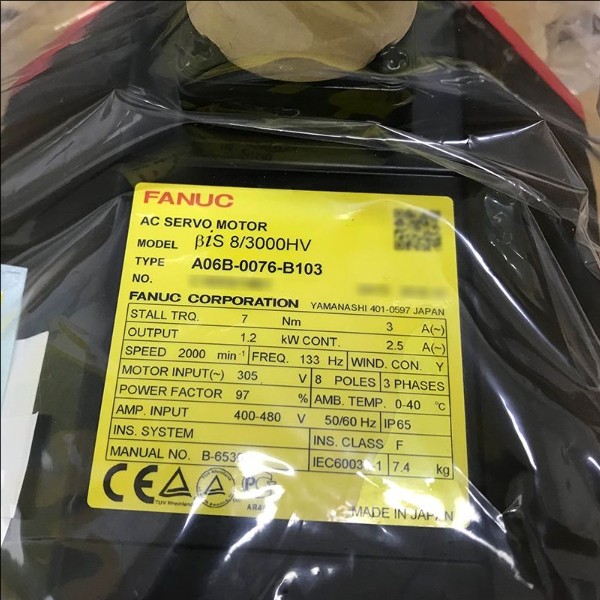 FANUC
AC SERVO MOTOR
MODEL βiS 8/3000HV
TYPE A06B-0076-B103
NO.
FANUC CORPORATION YAMANASHI 401-0597 JAPAN
STALL TRQ. 7 Nm 3 A(~)
OUTPUT 1.2 kW CONT. 2.5 A(~)
SPEED 2000 min-1 FREQ. 133 Hz WIND. CON. Y
MOTOR INPUT(~) 305 V 8 POLES 3 PHASES
POWER FACTOR 97 % AMB. TEMP. 0-40 ℃
AMP. INPUT 400-480 V 50/60 Hz IP65
INS. SYSTEM INS. CLASS F
MANUAL NO. 7.4 kg
CE
MADE IN JAPAN